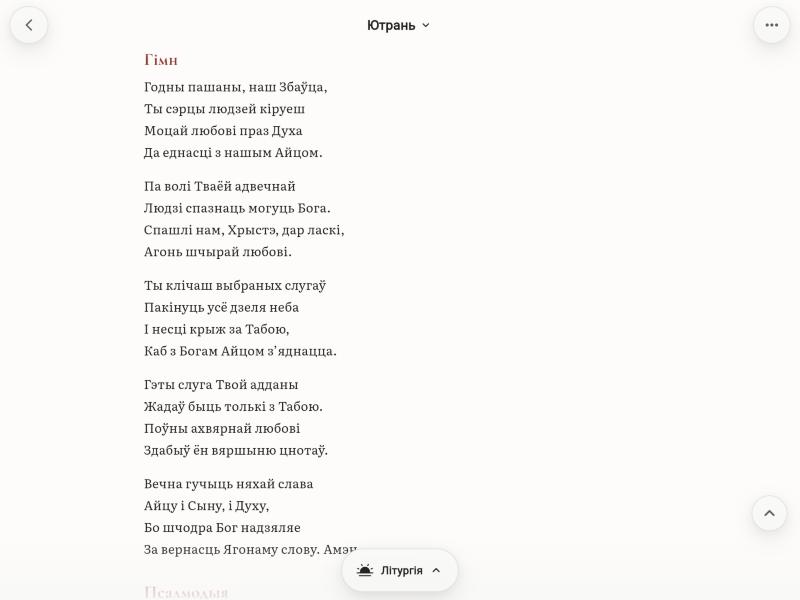 Ютрань
Гімн
Годны пашаны, наш Збаўца,
Ты сэрцы людзей кіруеш
Моцай любові праз Духа
Да еднасці з нашым Айцом.
Па волі Тваёй адвечнай
Людзі спазнаць могуць Бога.
Спашлі нам, Хрыстэ, дар ласкі,
Агонь шчырай любові.
Ты клічаш выбраных слугаў
Пакінуць усё дзеля неба
І несці крыж за Табою,
Каб з Богам Айцом з’яднацца.
Гэты слуга Твой адданы
Жадаў быць толькі з Табою.
Поўны ахвярнай любові
Здабыў ён вяршыню цнотаў.
Вечна гучыць няхай слава
Айцу і Сыну, і Духу,
Бо шчодра Бог надзяляе
За вернасць Ягонаму слову. Амэн.
Літургія
Псалмодыя